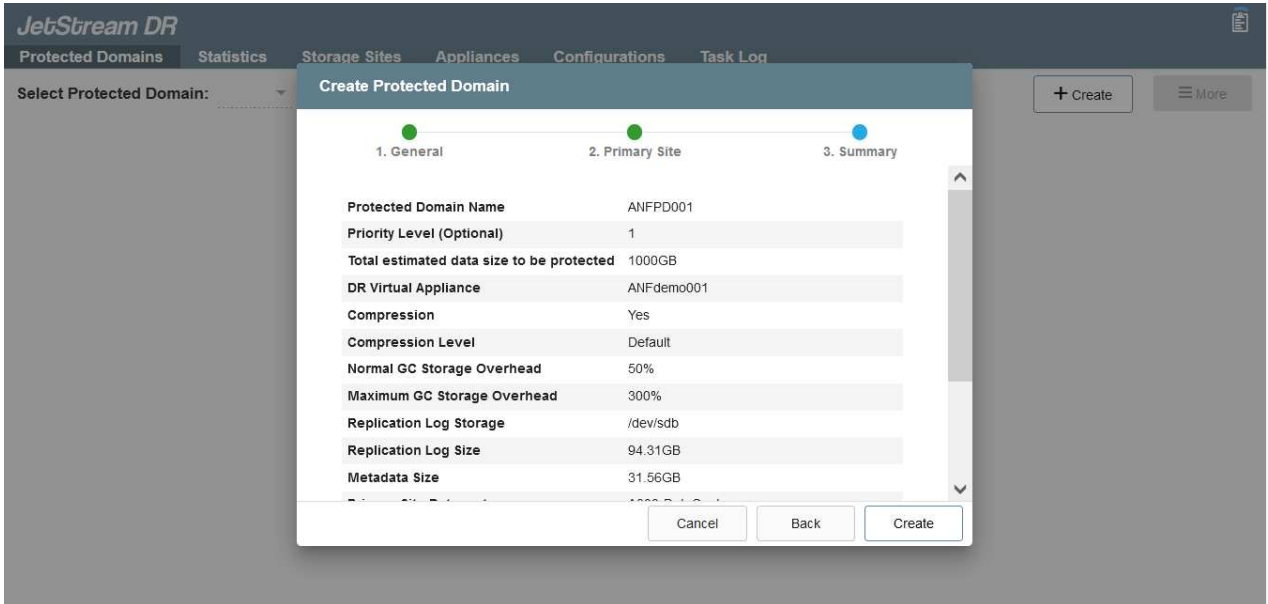 JetStream DR
Protected Domains Statistics Storage Sites Appliances Configurations Task Log
Select Protected Domain:
+ Create
More
Create Protected Domain
1. General 2. Primary Site 3. Summary
Protected Domain Name ANFPD001
Priority Level (Optional) 1
Total estimated data size to be protected 1000GB
DR Virtual Appliance ANFdemo001
Compression Yes
Compression Level Default
Normal GC Storage Overhead 50%
Maximum GC Storage Overhead 300%
Replication Log Storage /dev/sdb
Replication Log Size 94.31GB
Metadata Size 31.56GB
Cancel Back Create